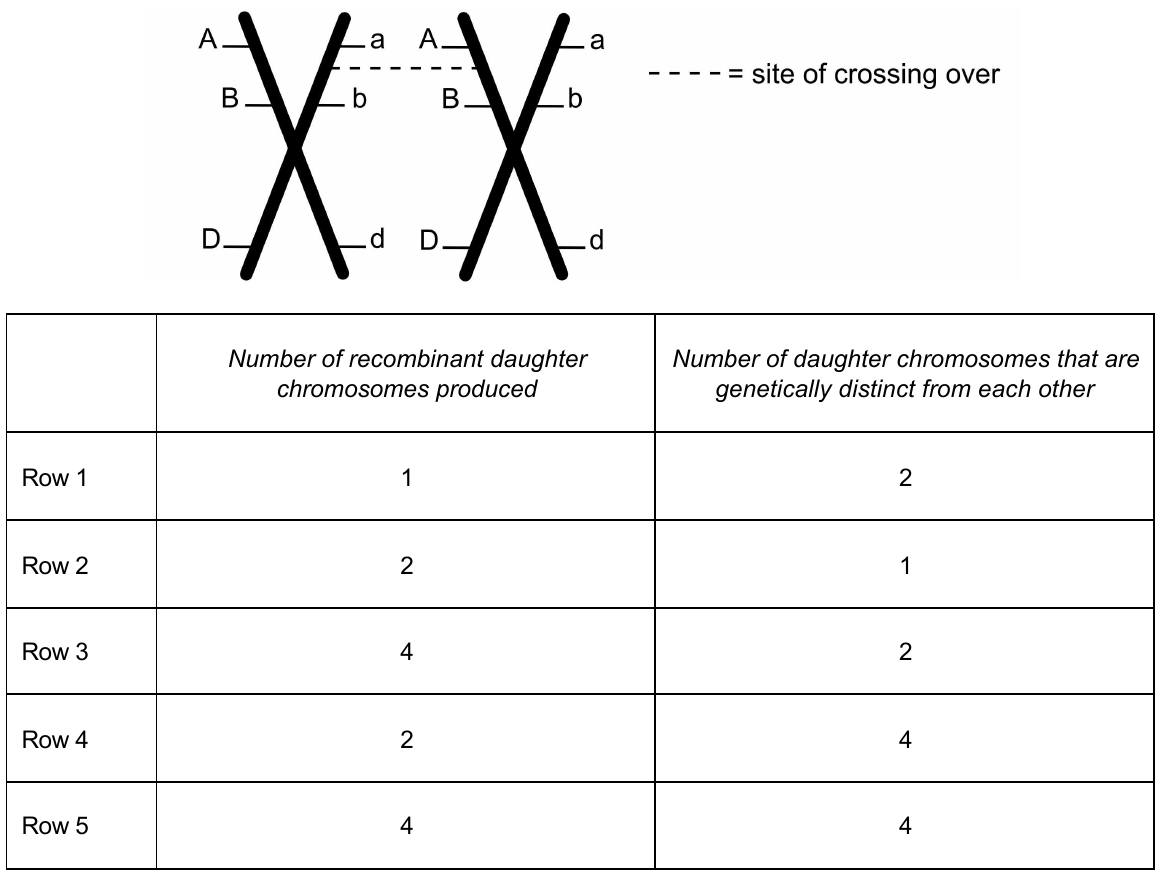 A a A a
- - - - = site of crossing over
B b B b
D d D d
Number of recombinant daughter
chromosomes produced
Number of daughter chromosomes that are
genetically distinct from each other
Row 1 1 2
Row 2 2 1
Row 3 4 2
Row 4 2 4
Row 5 4 4